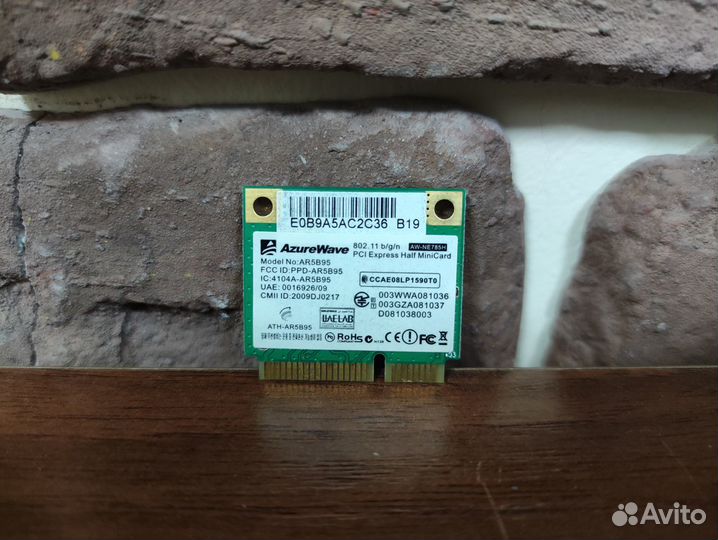 E0B9A5AC2C36 B19
AzureWave
802.11 b/g/n AW-NE785H
PCI Express Half MiniCard
Model No:AR5B95
FCC ID:PPD-AR5B95
IC:4104A-AR5B95
UAE: 0016926/09
CMII ID:2009DJ0217
CCAE08LP1590T0
003WWA081036
003GZA081037
D081038003
ATH-AR5B95
UAE LAB
RoHS
CE FC
Avito